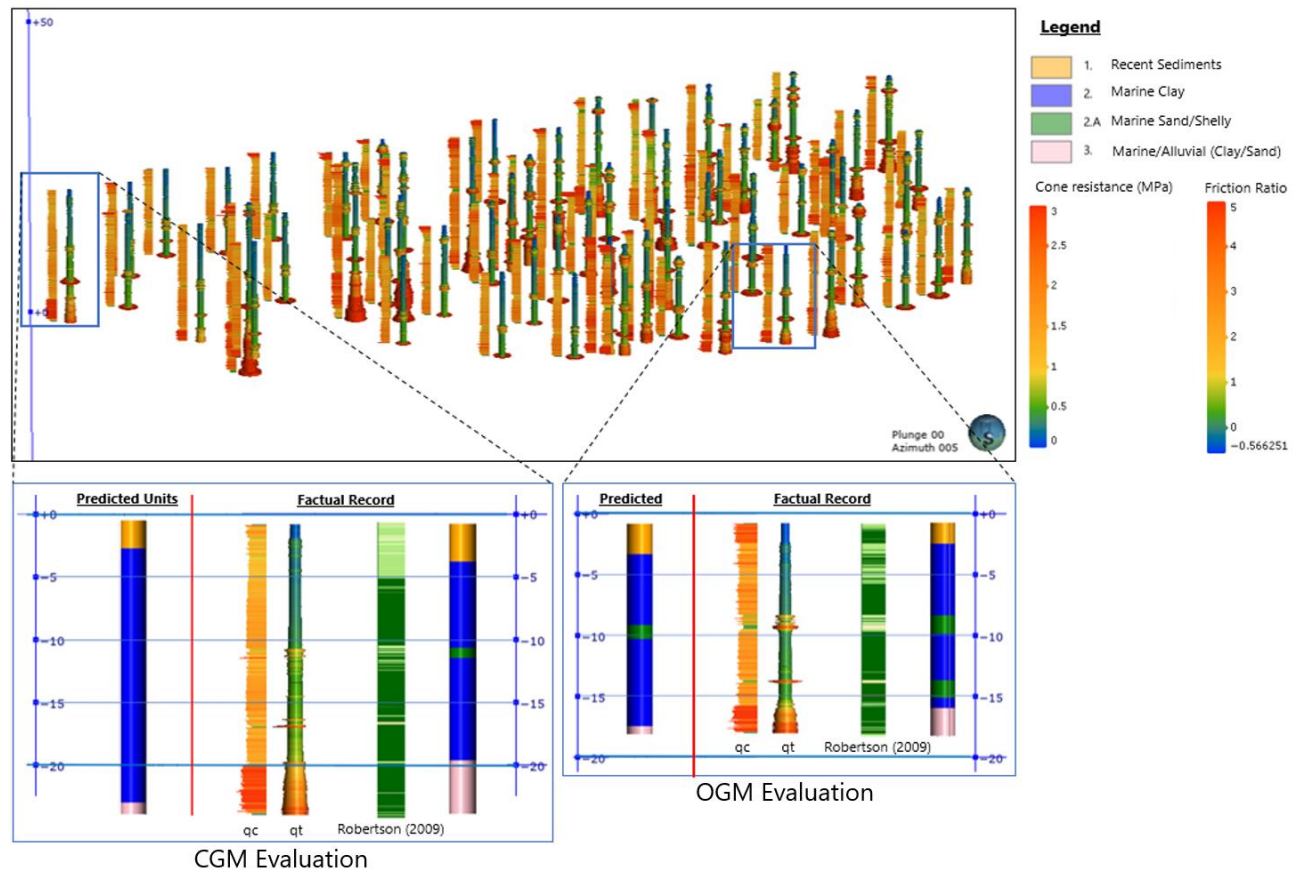 +50
+0
Plunge 00
Azimuth 005
S
Legend
1. Recent Sediments
2. Marine Clay
2.A Marine Sand/Shelly
3. Marine/Alluvial (Clay/Sand)
Cone resistance (MPa)
3
2.5
2
1.5
1
0.5
0
Friction Ratio
5
4
3
2
1
0
−0.566251
Predicted Units
Factual Record
+0
+0
−5
−5
−10
−10
−15
−15
−20
−20
qc
qt
Robertson (2009)
CGM Evaluation
Predicted
Factual Record
+0
+0
−5
−5
−10
−10
−15
−15
−20
−20
qc
qt
Robertson (2009)
OGM Evaluation